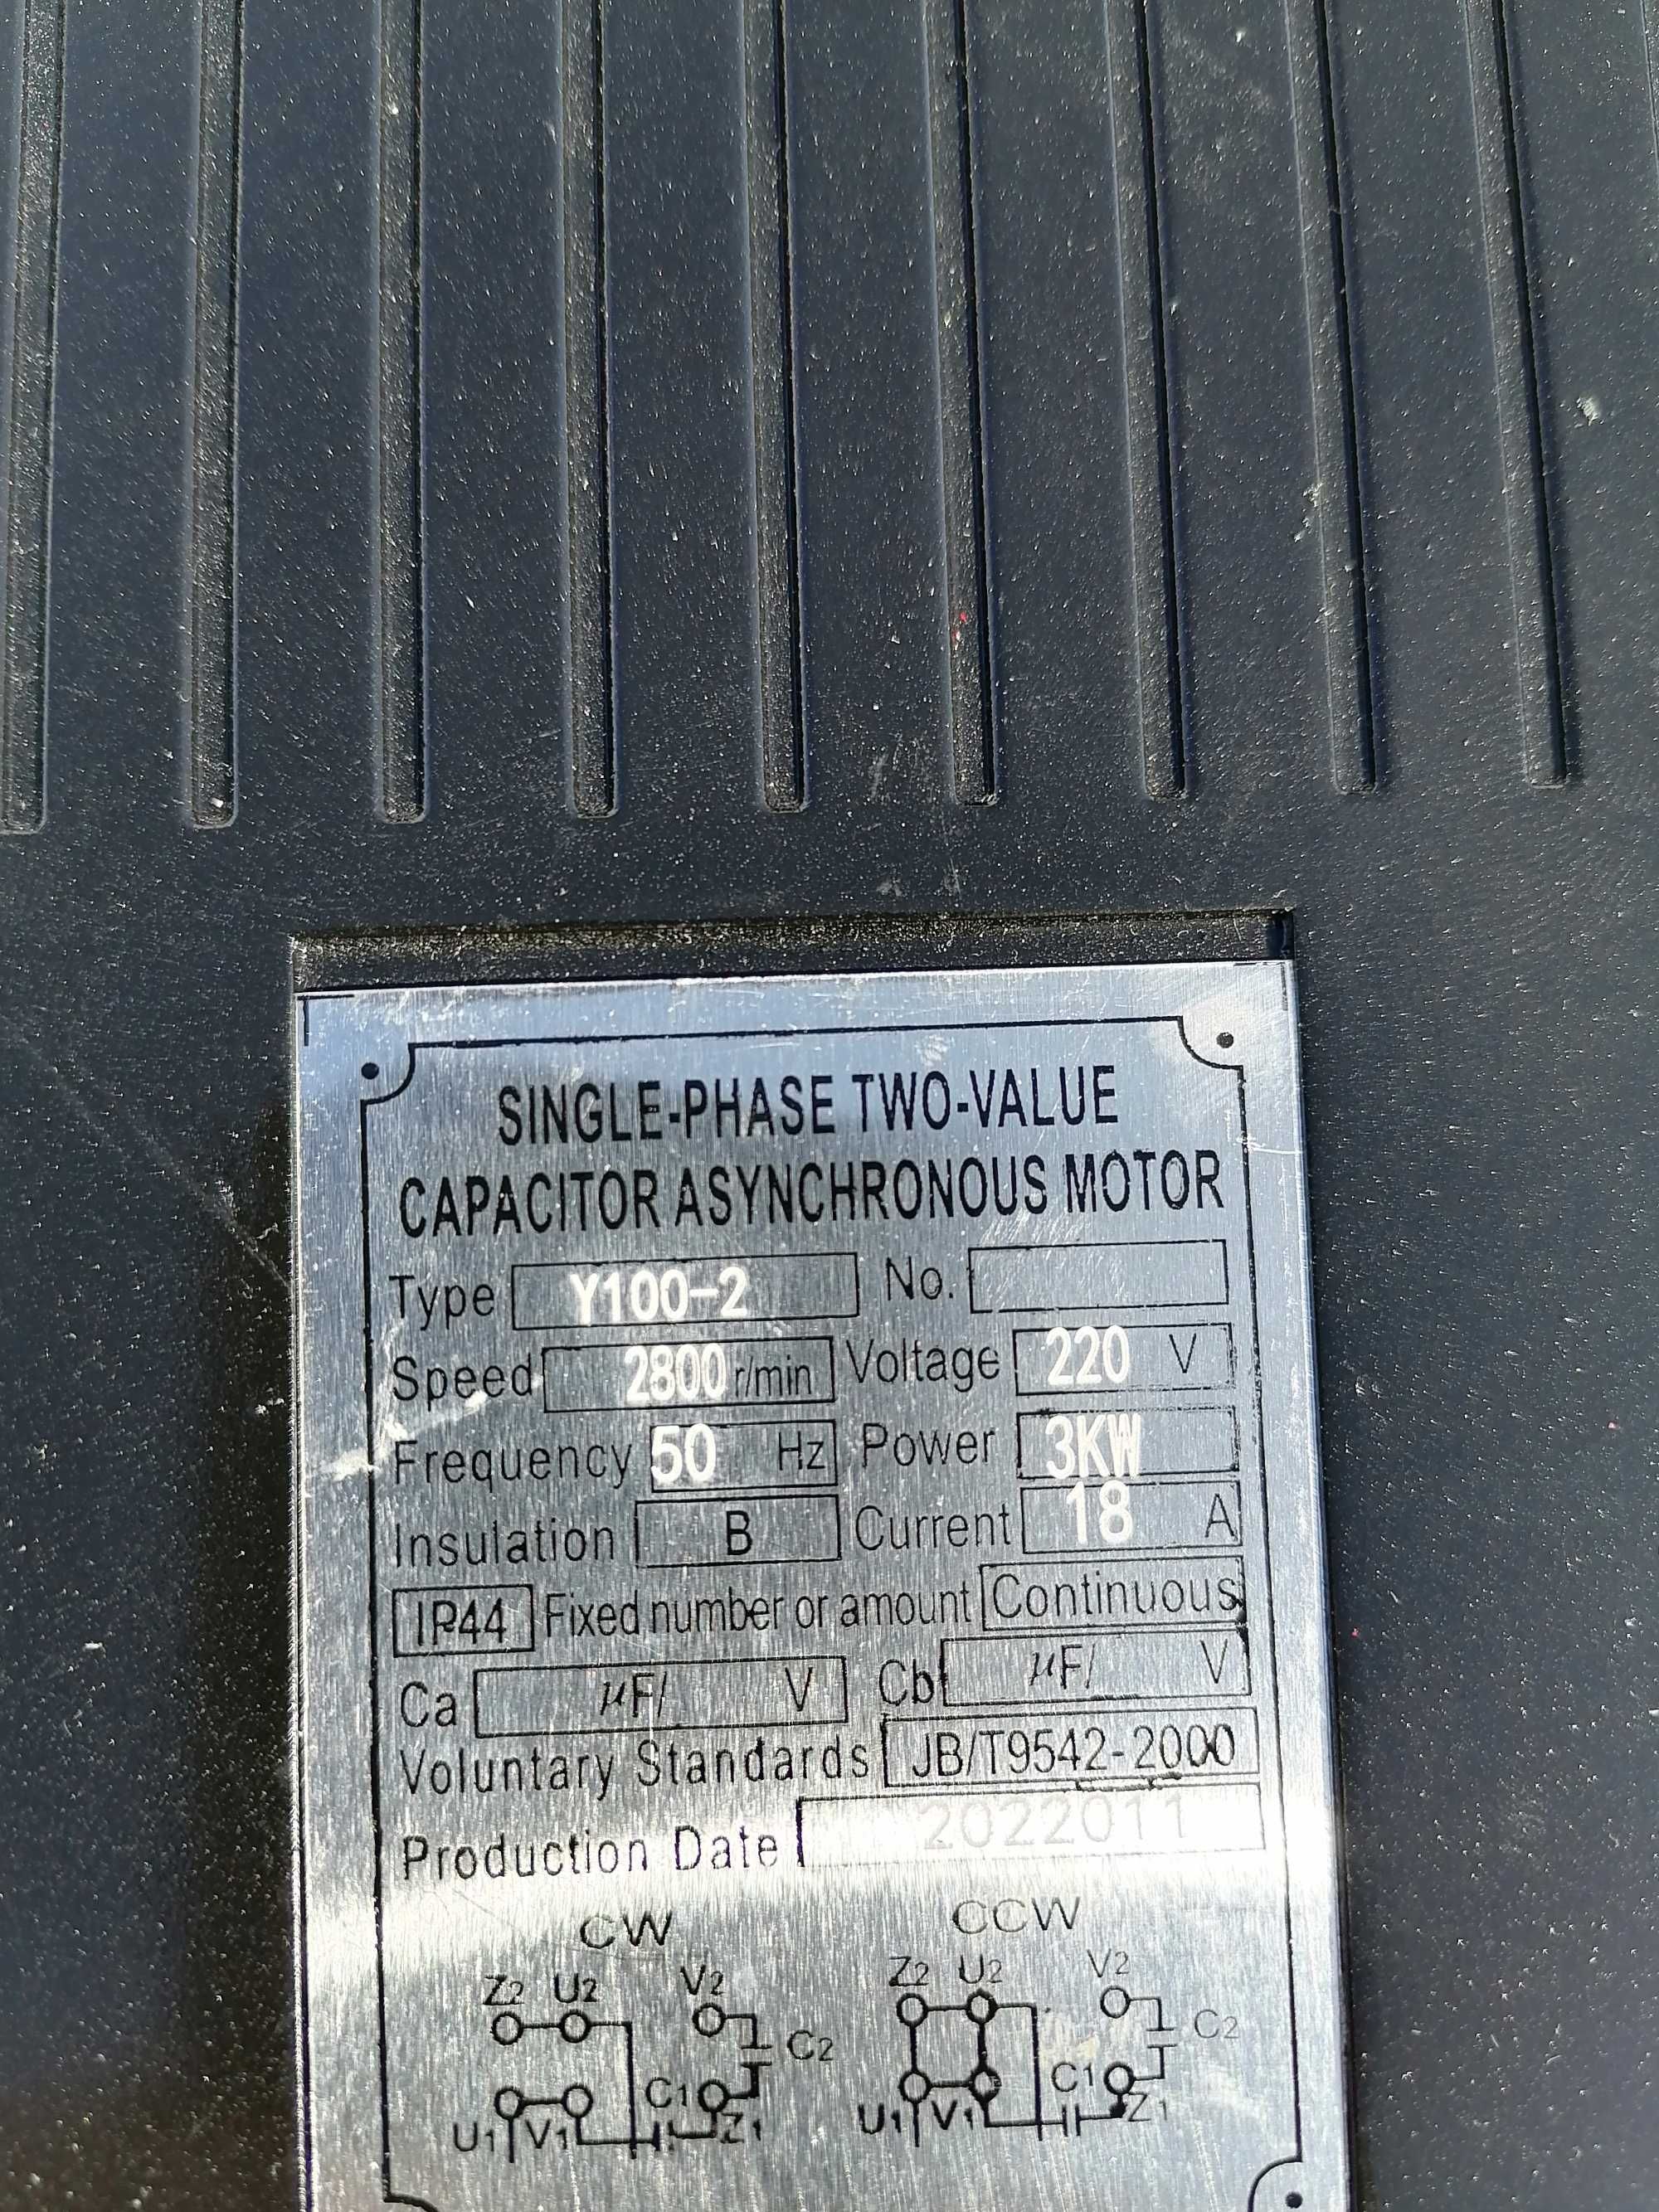 SINGLE-PHASE TWO-VALUE
CAPACITOR ASYNCHRONOUS MOTOR
Type Y100-2 No.
Speed 2800 r/min Voltage 220 V
Frequency 50 Hz Power 3KW
Insulation B Current 18 A
IP44 Fixed number or amount Continuous
Ca µF/ V Cb µF/ V
Voluntary Standards JB/T9542-2000
Production Date 2022011
CW CCW
Z2 U2 V2 Z2 U2 V2
C2 C2
C1 C1
U1 V1 Z1 U1 V1 Z1